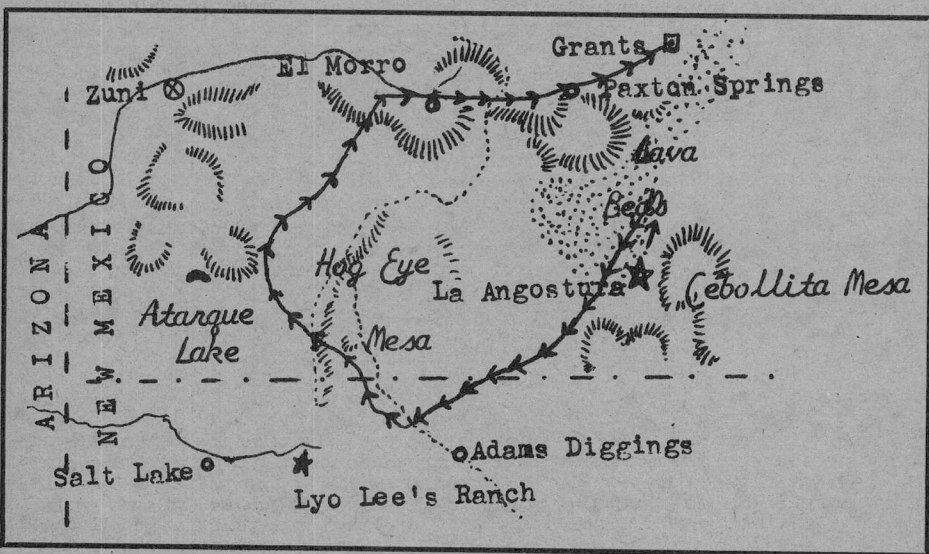 Grants
El Morro
Zuni
Paxton Springs
Lava
Beds
Hog Eye
La Angostura
Cebollita Mesa
Atarque
Lake
Mesa
ARIZONA
NEW MEXICO
Adams Diggings
Salt Lake
Lyo Lee's Ranch